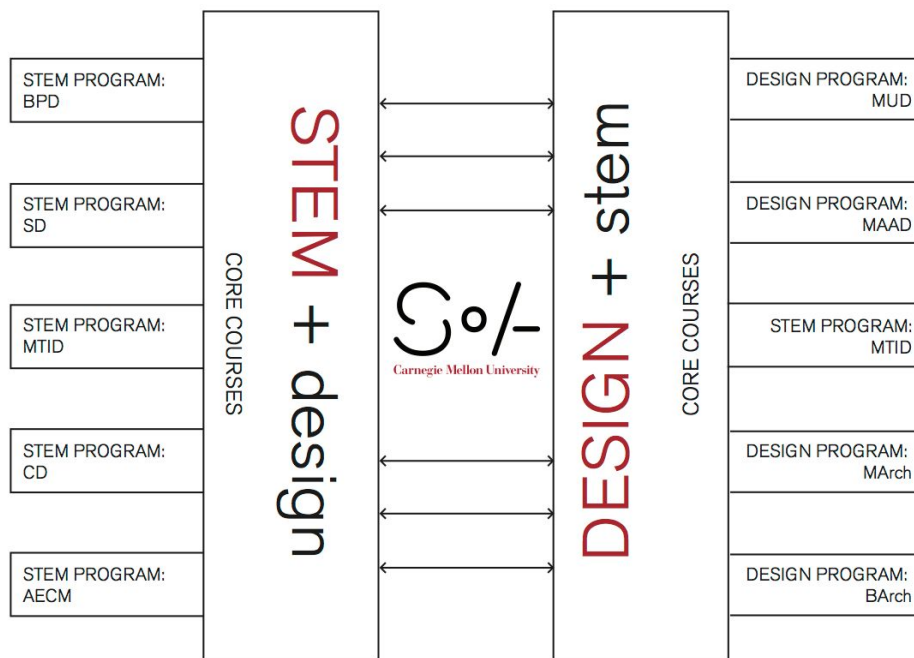 STEM PROGRAM:
BPD
STEM PROGRAM:
SD
STEM PROGRAM:
MTID
STEM PROGRAM:
CD
STEM PROGRAM:
AECM
CORE COURSES
STEM + design
SoA
Carnegie Mellon University
DESIGN + stem
CORE COURSES
DESIGN PROGRAM:
MUD
DESIGN PROGRAM:
MAAD
STEM PROGRAM:
MTID
DESIGN PROGRAM:
MArch
DESIGN PROGRAM:
BArch